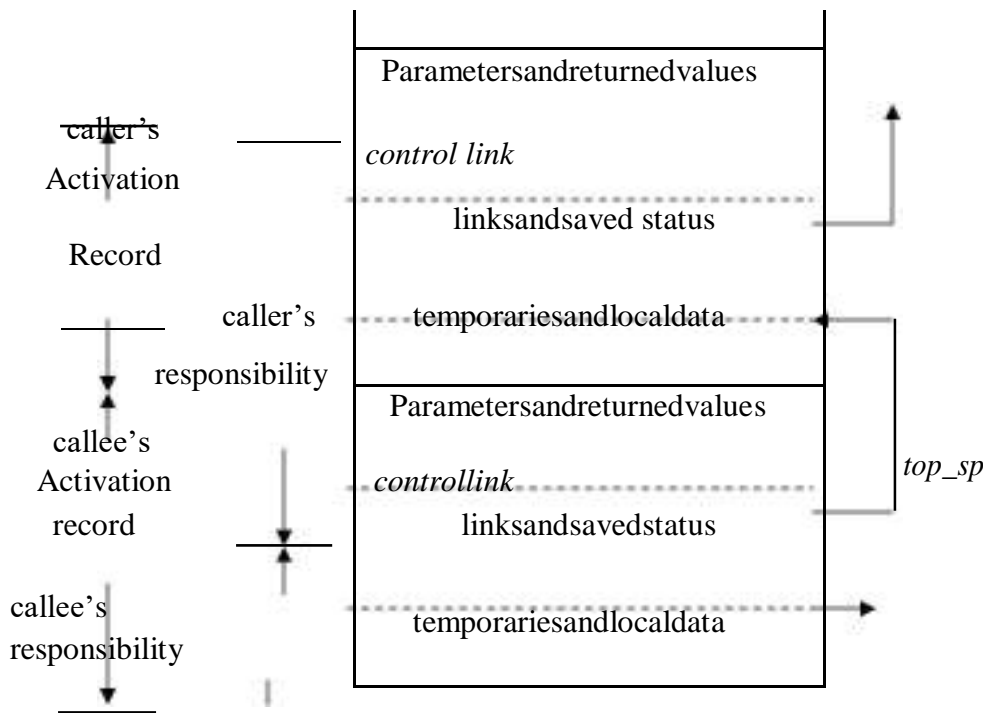 Parametersandreturnedvalues
caller's
control link
Activation
linksandsaved status
Record
caller's
temporariesandlocaldata
responsibility
Parametersandreturnedvalues
callee's
Activation
controllink
top_sp
record
linksandsavedstatus
callee's
temporariesandlocaldata
responsibility